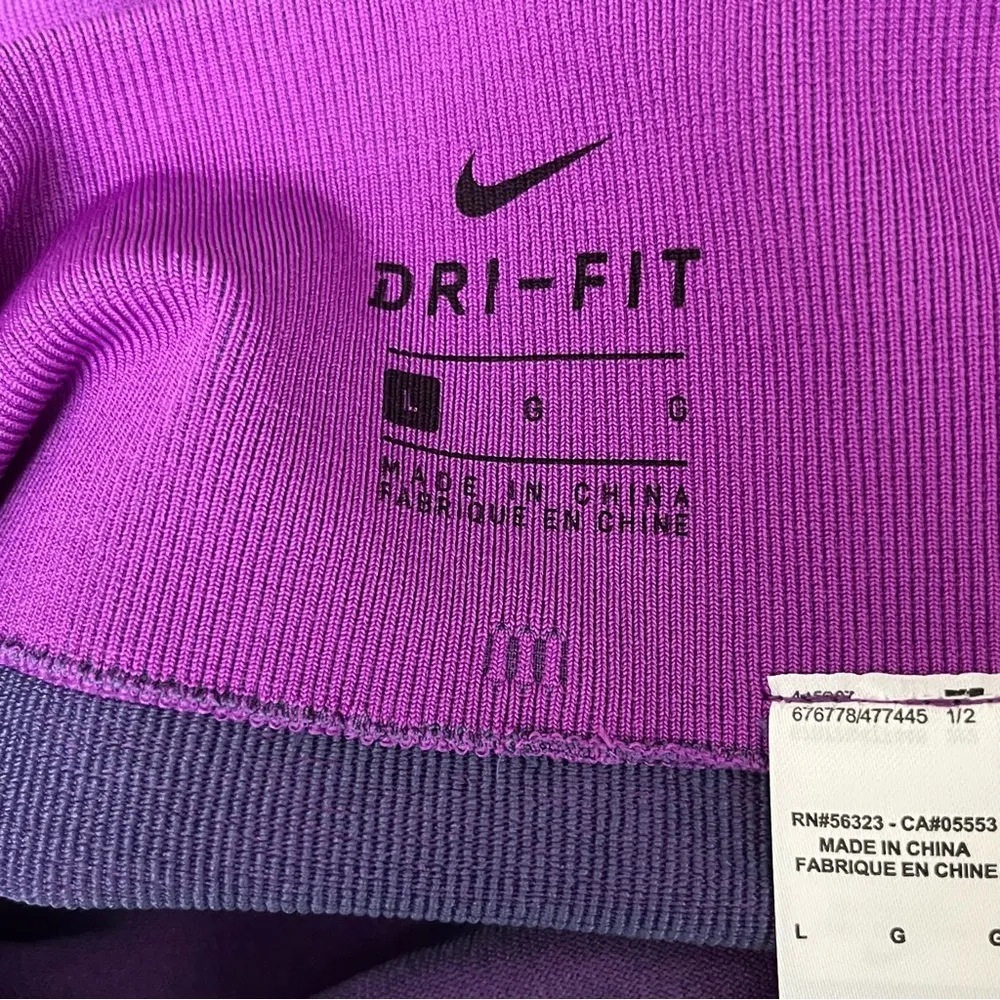 DRI-FIT
L G G
MADE IN CHINA
FABRIQUE EN CHINE
676778/477445 1/2
RN#56323 - CA#05553
MADE IN CHINA
FABRIQUE EN CHINE
L G G